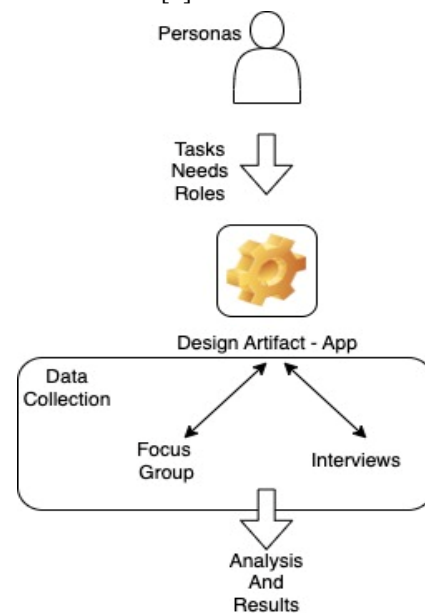 Personas
Tasks
Needs
Roles
Design Artifact - App
Data
Collection
Focus
Group
Interviews
Analysis
And
Results